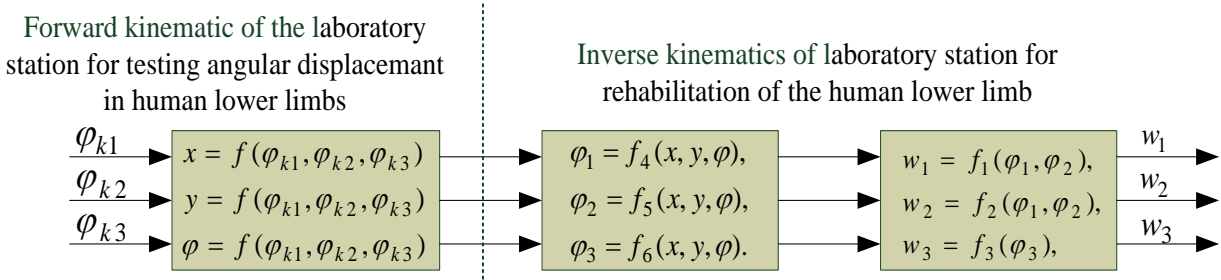 Forward kinematic of the laboratory
station for testing angular displacemant
in human lower limbs
Inverse kinematics of laboratory station for
rehabilitation of the human lower limb
φk1
φk2
φk3
x = f(φk1,φk2,φk3)
y = f(φk1,φk2,φk3)
φ = f(φk1,φk2,φk3)
φ1 = f4(x, y,φ),
φ2 = f5(x, y,φ),
φ3 = f6(x, y,φ).
w1 = f1(φ1,φ2),
w2 = f2(φ1,φ2),
w3 = f3(φ3),
w1
w2
w3